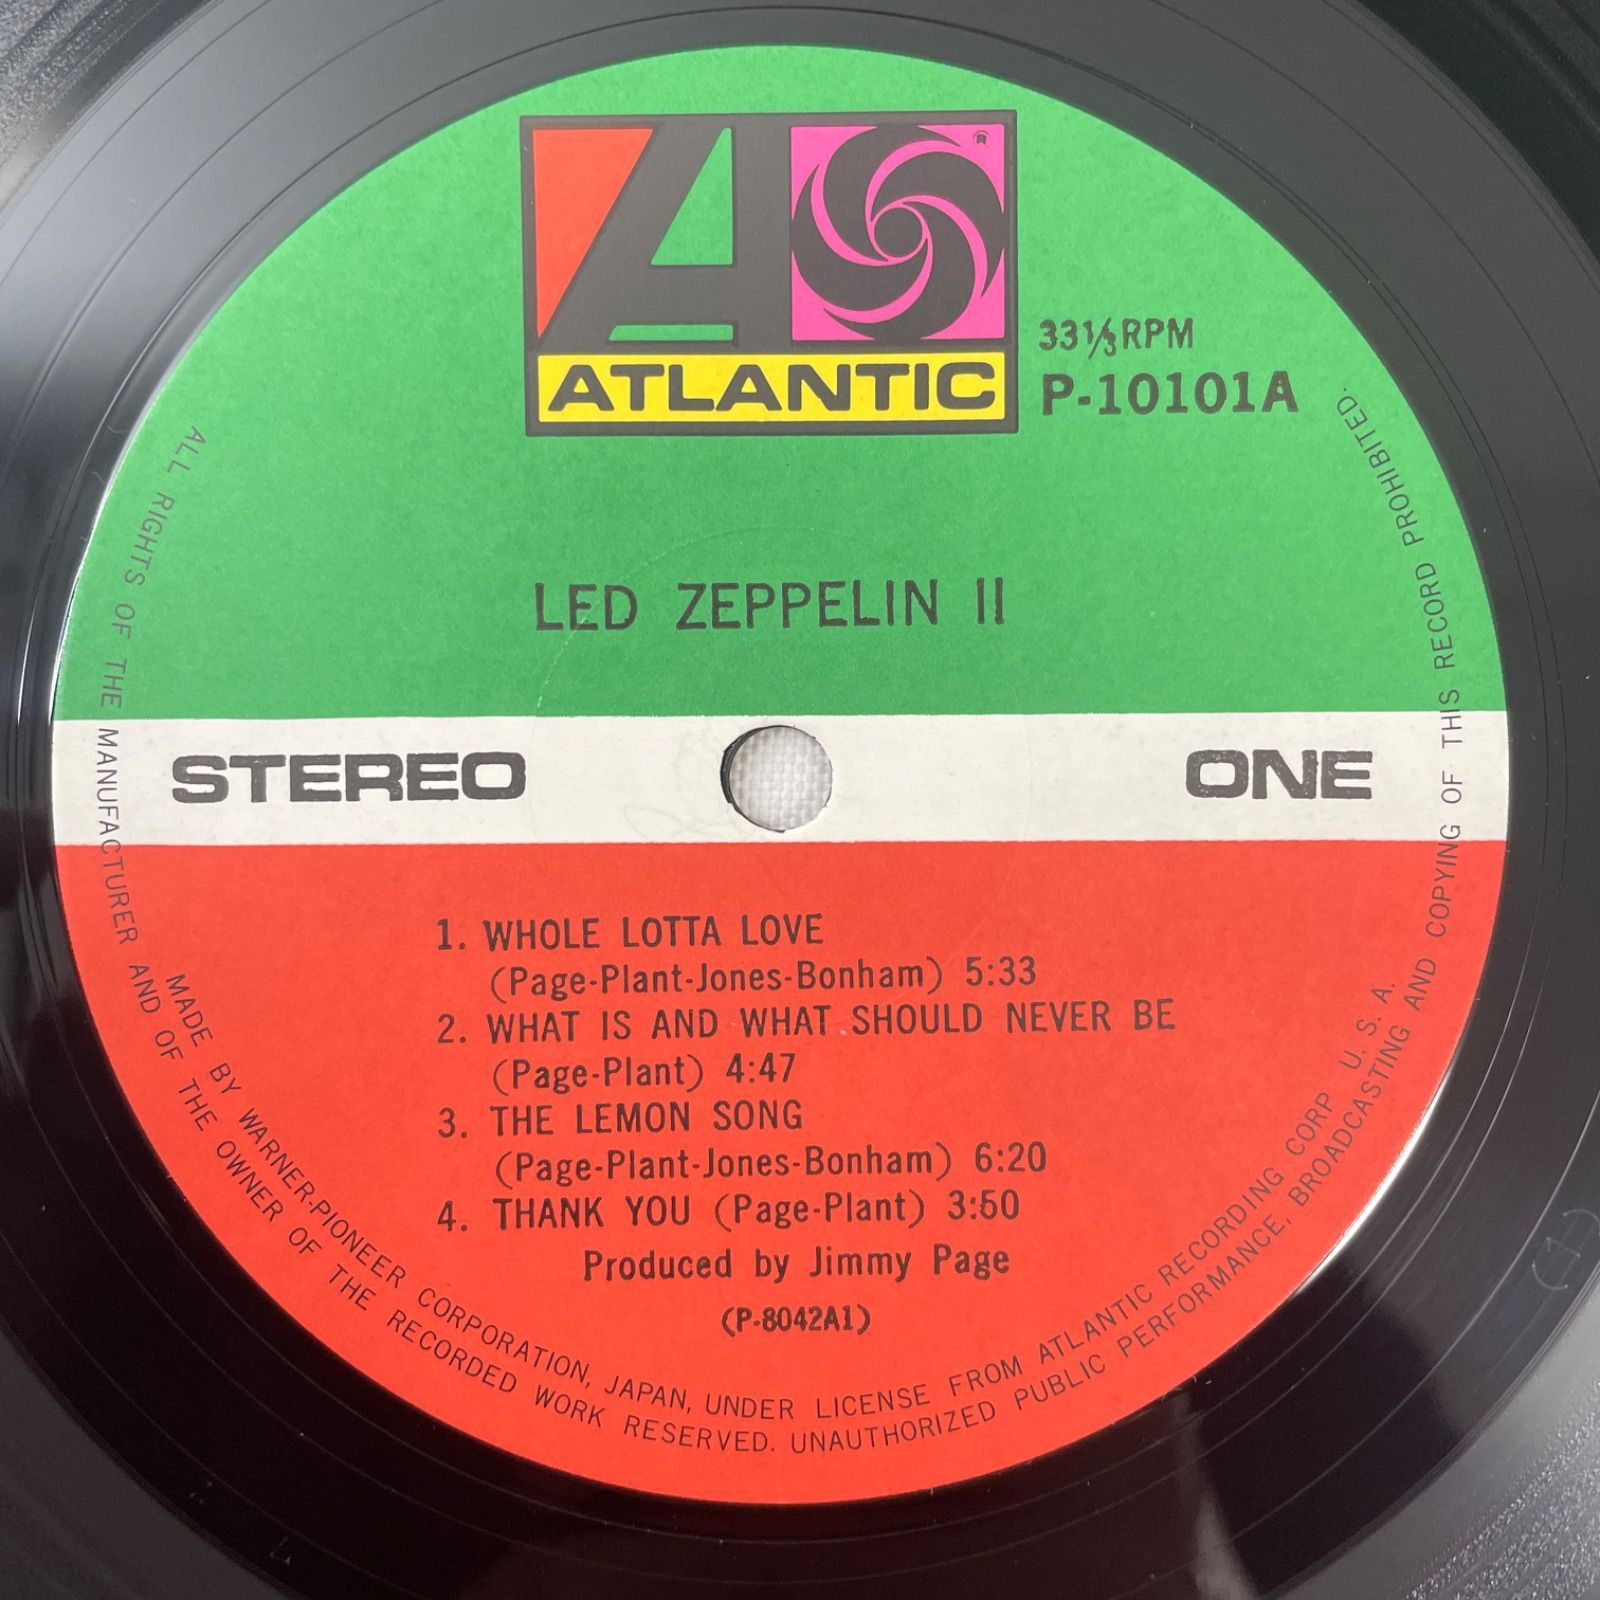 ATLANTIC
33⅓RPM
P-10101A
LED ZEPPELIN II
STEREO
ONE
1. WHOLE LOTTA LOVE
(Page-Plant-Jones-Bonham) 5:33
2. WHAT IS AND WHAT SHOULD NEVER BE
(Page-Plant) 4:47
3. THE LEMON SONG
(Page-Plant-Jones-Bonham) 6:20
4. THANK YOU (Page-Plant) 3:50
Produced by Jimmy Page
(P-8042A1)
MADE BY WARNER-PIONEER CORPORATION, JAPAN, UNDER LICENSE FROM ATLANTIC RECORDING CORP. U. S. A.
ALL RIGHTS OF THE MANUFACTURER AND OF THE OWNER OF THE RECORDED WORK RESERVED. UNAUTHORIZED PUBLIC PERFORMANCE, BROADCASTING AND COPYING OF THIS RECORD PROHIBITED.